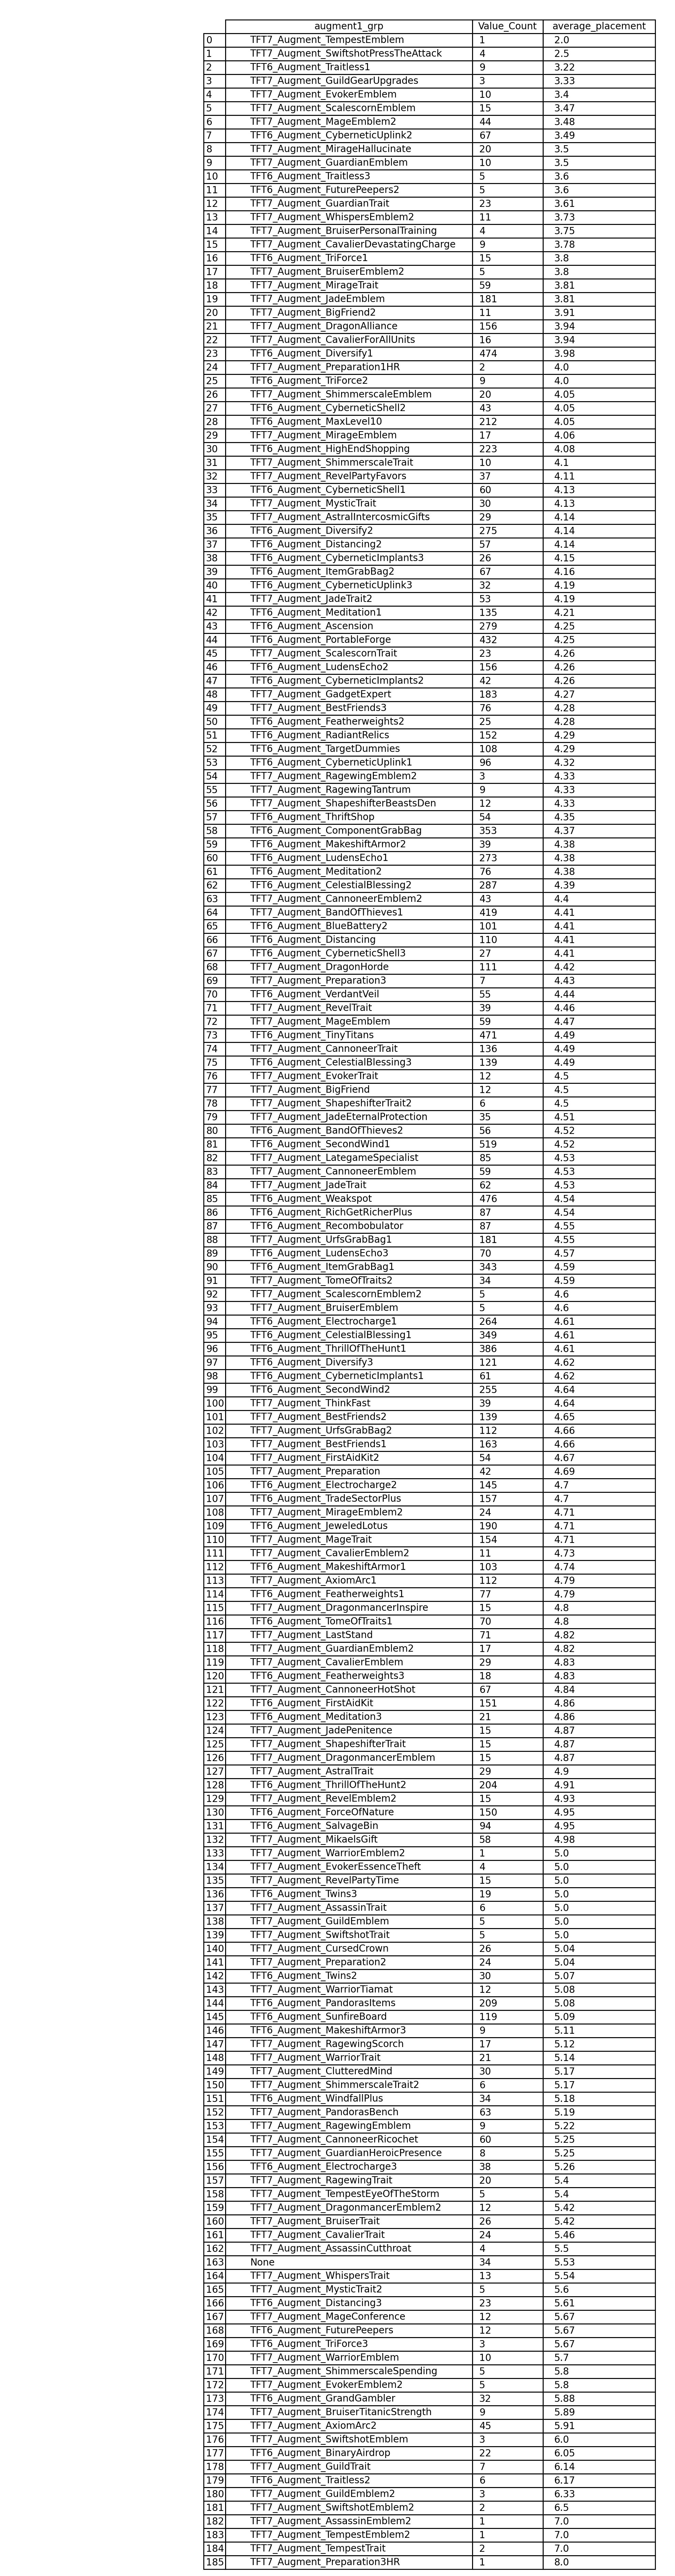 augment1_grp Value_Count average_placement
0 TFT7_Augment_TempestEmblem 1 2.0
1 TFT7_Augment_SwiftshotPressTheAttack 4 2.5
2 TFT6_Augment_Traitless1 9 3.22
3 TFT7_Augment_GuildGearUpgrades 3 3.33
4 TFT7_Augment_EvokerEmblem 10 3.4
5 TFT7_Augment_ScalescornEmblem 15 3.47
6 TFT7_Augment_MageEmblem2 44 3.48
7 TFT6_Augment_CyberneticUplink2 67 3.49
8 TFT7_Augment_MirageHallucinate 20 3.5
9 TFT7_Augment_GuardianEmblem 10 3.5
10 TFT6_Augment_Traitless3 5 3.6
11 TFT6_Augment_FuturePeepers2 5 3.6
12 TFT7_Augment_GuardianTrait 23 3.61
13 TFT7_Augment_WhispersEmblem2 11 3.73
14 TFT7_Augment_BruiserPersonalTraining 4 3.75
15 TFT7_Augment_CavalierDevastatingCharge 9 3.78
16 TFT6_Augment_TriForce1 15 3.8
17 TFT7_Augment_BruiserEmblem2 5 3.8
18 TFT7_Augment_MirageTrait 59 3.81
19 TFT7_Augment_JadeEmblem 181 3.81
20 TFT7_Augment_BigFriend2 11 3.91
21 TFT7_Augment_DragonAlliance 156 3.94
22 TFT7_Augment_CavalierForAllUnits 16 3.94
23 TFT6_Augment_Diversify1 474 3.98
24 TFT7_Augment_Preparation1HR 2 4.0
25 TFT6_Augment_TriForce2 9 4.0
26 TFT7_Augment_ShimmerscaleEmblem 20 4.05
27 TFT6_Augment_CyberneticShell2 43 4.05
28 TFT7_Augment_MaxLevel10 212 4.05
29 TFT7_Augment_MirageEmblem 17 4.06
30 TFT6_Augment_HighEndShopping 223 4.08
31 TFT7_Augment_ShimmerscaleTrait 10 4.1
32 TFT7_Augment_RevelPartyFavors 37 4.11
33 TFT6_Augment_CyberneticShell1 60 4.13
34 TFT7_Augment_MysticTrait 30 4.13
35 TFT7_Augment_AstralIntercosmicGifts 29 4.14
36 TFT6_Augment_Diversify2 275 4.14
37 TFT6_Augment_Distancing2 57 4.14
38 TFT6_Augment_CyberneticImplants3 26 4.15
39 TFT6_Augment_ItemGrabBag2 67 4.16
40 TFT6_Augment_CyberneticUplink3 32 4.19
41 TFT7_Augment_JadeTrait2 53 4.19
42 TFT6_Augment_Meditation1 135 4.21
43 TFT6_Augment_Ascension 279 4.25
44 TFT6_Augment_PortableForge 432 4.25
45 TFT7_Augment_ScalescornTrait 23 4.26
46 TFT6_Augment_LudensEcho2 156 4.26
47 TFT6_Augment_CyberneticImplants2 42 4.26
48 TFT7_Augment_GadgetExpert 183 4.27
49 TFT7_Augment_BestFriends3 76 4.28
50 TFT6_Augment_Featherweights2 25 4.28
51 TFT6_Augment_RadiantRelics 152 4.29
52 TFT6_Augment_TargetDummies 108 4.29
53 TFT6_Augment_CyberneticUplink1 96 4.32
54 TFT7_Augment_RagewingEmblem2 3 4.33
55 TFT7_Augment_RagewingTantrum 9 4.33
56 TFT7_Augment_ShapeshifterBeastsDen 12 4.33
57 TFT6_Augment_ThriftShop 54 4.35
58 TFT6_Augment_ComponentGrabBag 353 4.37
59 TFT6_Augment_MakeshiftArmor2 39 4.38
60 TFT6_Augment_LudensEcho1 273 4.38
61 TFT6_Augment_Meditation2 76 4.38
62 TFT6_Augment_CelestialBlessing2 287 4.39
63 TFT7_Augment_CannoneerEmblem2 43 4.4
64 TFT7_Augment_BandOfThieves1 419 4.41
65 TFT6_Augment_BlueBattery2 101 4.41
66 TFT6_Augment_Distancing 110 4.41
67 TFT6_Augment_CyberneticShell3 27 4.41
68 TFT7_Augment_DragonHorde 111 4.42
69 TFT7_Augment_Preparation3 7 4.43
70 TFT6_Augment_VerdantVeil 55 4.44
71 TFT7_Augment_RevelTrait 39 4.46
72 TFT7_Augment_MageEmblem 59 4.47
73 TFT6_Augment_TinyTitans 471 4.49
74 TFT7_Augment_CannoneerTrait 136 4.49
75 TFT6_Augment_CelestialBlessing3 139 4.49
76 TFT7_Augment_EvokerTrait 12 4.5
77 TFT7_Augment_BigFriend 12 4.5
78 TFT7_Augment_ShapeshifterTrait2 6 4.5
79 TFT7_Augment_JadeEternalProtection 35 4.51
80 TFT7_Augment_BandOfThieves2 56 4.52
81 TFT6_Augment_SecondWind1 519 4.52
82 TFT7_Augment_LategameSpecialist 85 4.53
83 TFT7_Augment_CannoneerEmblem 59 4.53
84 TFT7_Augment_JadeTrait 62 4.53
85 TFT6_Augment_Weakspot 476 4.54
86 TFT6_Augment_RichGetRicherPlus 87 4.54
87 TFT6_Augment_Recombobulator 87 4.55
88 TFT7_Augment_UrfsGrabBag1 181 4.55
89 TFT6_Augment_LudensEcho3 70 4.57
90 TFT6_Augment_ItemGrabBag1 343 4.59
91 TFT7_Augment_TomeOfTraits2 34 4.59
92 TFT7_Augment_ScalescornEmblem2 5 4.6
93 TFT7_Augment_BruiserEmblem 5 4.6
94 TFT6_Augment_Electrocharge1 264 4.61
95 TFT6_Augment_CelestialBlessing1 349 4.61
96 TFT6_Augment_ThrillOfTheHunt1 386 4.61
97 TFT6_Augment_Diversify3 121 4.62
98 TFT6_Augment_CyberneticImplants1 61 4.62
99 TFT6_Augment_SecondWind2 255 4.64
100 TFT7_Augment_ThinkFast 39 4.64
101 TFT7_Augment_BestFriends2 139 4.65
102 TFT7_Augment_UrfsGrabBag2 112 4.66
103 TFT7_Augment_BestFriends1 163 4.66
104 TFT7_Augment_FirstAidKit2 54 4.67
105 TFT7_Augment_Preparation 42 4.69
106 TFT6_Augment_Electrocharge2 145 4.7
107 TFT6_Augment_TradeSectorPlus 157 4.7
108 TFT7_Augment_MirageEmblem2 24 4.71
109 TFT6_Augment_JeweledLotus 190 4.71
110 TFT7_Augment_MageTrait 154 4.71
111 TFT7_Augment_CavalierEmblem2 11 4.73
112 TFT6_Augment_MakeshiftArmor1 103 4.74
113 TFT7_Augment_AxiomArc1 112 4.79
114 TFT6_Augment_Featherweights1 77 4.79
115 TFT7_Augment_DragonmancerInspire 15 4.8
116 TFT6_Augment_TomeOfTraits1 70 4.8
117 TFT7_Augment_LastStand 71 4.82
118 TFT7_Augment_GuardianEmblem2 17 4.82
119 TFT7_Augment_CavalierEmblem 29 4.83
120 TFT6_Augment_Featherweights3 18 4.83
121 TFT7_Augment_CannoneerHotShot 67 4.84
122 TFT6_Augment_FirstAidKit 151 4.86
123 TFT6_Augment_Meditation3 21 4.86
124 TFT7_Augment_JadePenitence 15 4.87
125 TFT7_Augment_ShapeshifterTrait 15 4.87
126 TFT7_Augment_DragonmancerEmblem 15 4.87
127 TFT7_Augment_AstralTrait 29 4.9
128 TFT6_Augment_ThrillOfTheHunt2 204 4.91
129 TFT7_Augment_RevelEmblem2 15 4.93
130 TFT6_Augment_ForceOfNature 150 4.95
131 TFT6_Augment_SalvageBin 94 4.95
132 TFT7_Augment_MikaelsGift 58 4.98
133 TFT7_Augment_WarriorEmblem2 1 5.0
134 TFT7_Augment_EvokerEssenceTheft 4 5.0
135 TFT7_Augment_RevelPartyTime 15 5.0
136 TFT6_Augment_Twins3 19 5.0
137 TFT7_Augment_AssassinTrait 6 5.0
138 TFT7_Augment_GuildEmblem 5 5.0
139 TFT7_Augment_SwiftshotTrait 5 5.0
140 TFT7_Augment_CursedCrown 26 5.04
141 TFT7_Augment_Preparation2 24 5.04
142 TFT6_Augment_Twins2 30 5.07
143 TFT7_Augment_WarriorTiamat 12 5.08
144 TFT6_Augment_PandorasItems 209 5.08
145 TFT6_Augment_SunfireBoard 119 5.09
146 TFT6_Augment_MakeshiftArmor3 9 5.11
147 TFT7_Augment_RagewingScorch 17 5.12
148 TFT7_Augment_WarriorTrait 21 5.14
149 TFT7_Augment_ClutteredMind 30 5.17
150 TFT7_Augment_ShimmerscaleTrait2 6 5.17
151 TFT6_Augment_WindfallPlus 34 5.18
152 TFT7_Augment_PandorasBench 63 5.19
153 TFT7_Augment_RagewingEmblem 9 5.22
154 TFT7_Augment_CannoneerRicochet 60 5.25
155 TFT7_Augment_GuardianHeroicPresence 8 5.25
156 TFT6_Augment_Electrocharge3 38 5.26
157 TFT7_Augment_RagewingTrait 20 5.4
158 TFT7_Augment_TempestEyeOfTheStorm 5 5.4
159 TFT7_Augment_DragonmancerEmblem2 12 5.42
160 TFT7_Augment_BruiserTrait 26 5.42
161 TFT7_Augment_CavalierTrait 24 5.46
162 TFT7_Augment_AssassinCutthroat 4 5.5
163 None 34 5.53
164 TFT7_Augment_WhispersTrait 13 5.54
165 TFT7_Augment_MysticTrait2 5 5.6
166 TFT6_Augment_Distancing3 23 5.61
167 TFT7_Augment_MageConference 12 5.67
168 TFT6_Augment_FuturePeepers 12 5.67
169 TFT6_Augment_TriForce3 3 5.67
170 TFT7_Augment_WarriorEmblem 10 5.7
171 TFT7_Augment_ShimmerscaleSpending 5 5.8
172 TFT7_Augment_EvokerEmblem2 5 5.8
173 TFT6_Augment_GrandGambler 32 5.88
174 TFT7_Augment_BruiserTitanicStrength 9 5.89
175 TFT7_Augment_AxiomArc2 45 5.91
176 TFT7_Augment_SwiftshotEmblem 3 6.0
177 TFT6_Augment_BinaryAirdrop 22 6.05
178 TFT7_Augment_GuildTrait 7 6.14
179 TFT6_Augment_Traitless2 6 6.17
180 TFT7_Augment_GuildEmblem2 3 6.33
181 TFT7_Augment_SwiftshotEmblem2 2 6.5
182 TFT7_Augment_AssassinEmblem2 1 7.0
183 TFT7_Augment_TempestEmblem2 1 7.0
184 TFT7_Augment_TempestTrait 2 7.0
185 TFT7_Augment_Preparation3HR 1 8.0